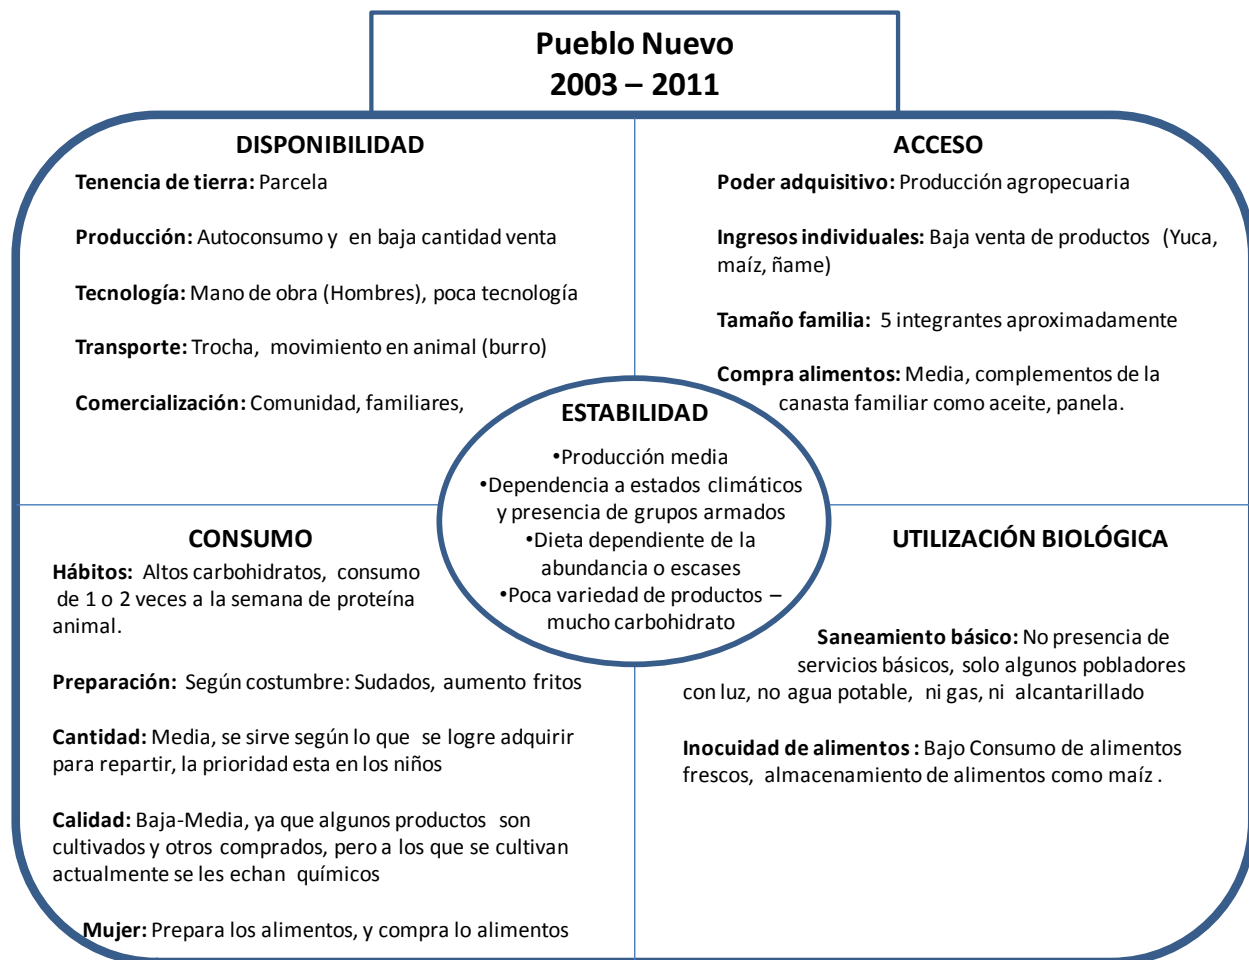 Pueblo Nuevo
2003 – 2011
DISPONIBILIDAD
Tenencia de tierra: Parcela
Producción: Autoconsumo y en baja cantidad venta
Tecnología: Mano de obra (Hombres), poca tecnología
Transporte: Trocha, movimiento en animal (burro)
Comercialización: Comunidad, familiares,
ACCESO
Poder adquisitivo: Producción agropecuaria
Ingresos individuales: Baja venta de productos (Yuca,
maíz, ñame)
Tamaño familia: 5 integrantes aproximadamente
Compra alimentos: Media, complementos de la
canasta familiar como aceite, panela.
ESTABILIDAD
•Producción media
•Dependencia a estados climáticos
y presencia de grupos armados
•Dieta dependiente de la
abundancia o escases
•Poca variedad de productos –
mucho carbohidrato
CONSUMO
Hábitos: Altos carbohidratos, consumo
de 1 o 2 veces a la semana de proteína
animal.
Preparación: Según costumbre: Sudados, aumento fritos
Cantidad: Media, se sirve según lo que se logre adquirir
para repartir, la prioridad esta en los niños
Calidad: Baja-Media, ya que algunos productos son
cultivados y otros comprados, pero a los que se cultivan
actualmente se les echan químicos
Mujer: Prepara los alimentos, y compra lo alimentos
UTILIZACIÓN BIOLÓGICA
Saneamiento básico: No presencia de
servicios básicos, solo algunos pobladores
con luz, no agua potable, ni gas, ni alcantarillado
Inocuidad de alimentos : Bajo Consumo de alimentos
frescos, almacenamiento de alimentos como maíz .